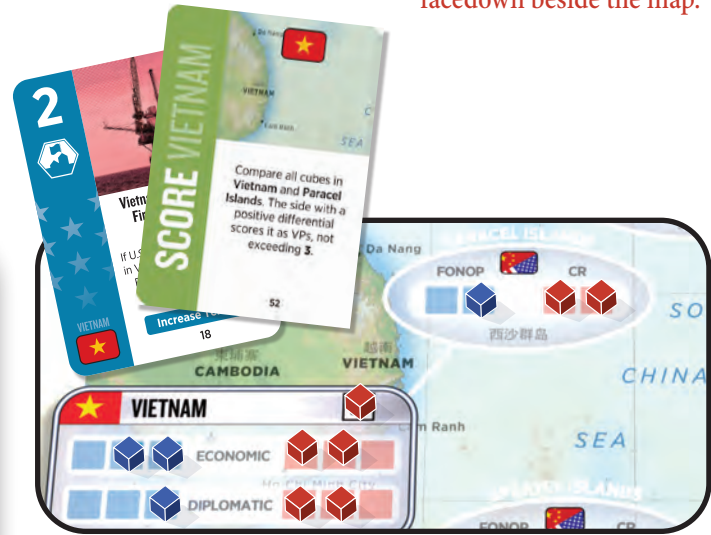 facedown beside the map.
SCORE VIETNAM
Da Nang
VIETNAM
Cam Ranh
SEA
Compare all cubes in
Vietnam and Paracel
Islands. The side with a
positive differential
scores it as VPs, not
exceeding 3.
52
2
If U.S.
in V
VIETNAM
18
Da Nang
PARACEL ISLANDS
FONOP
CR
西沙群岛
SO
CHINA
SEA
柬埔寨
CAMBODIA
越南
VIETNAM
Cam Ranh
VIETNAM
ECONOMIC
Ho Chi Minh City
DIPLOMATIC
SPRATLY ISLANDS
FONOP
CR